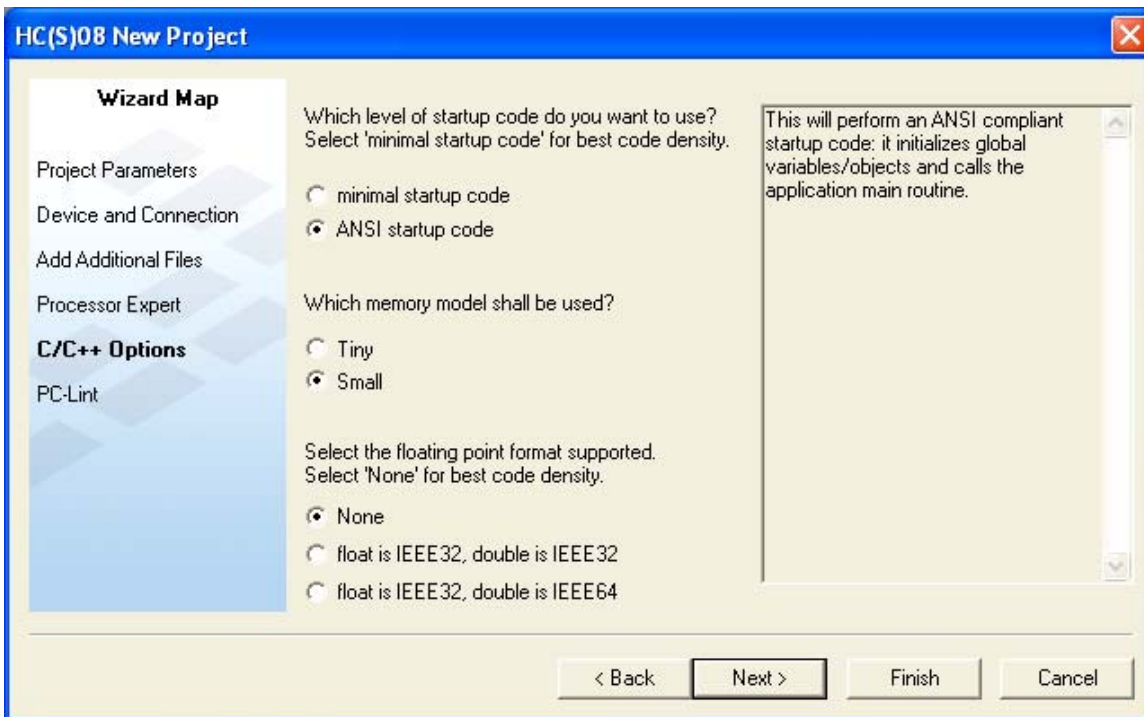 HC(S)08 New Project
Wizard Map
Project Parameters
Device and Connection
Add Additional Files
Processor Expert
C/C++ Options
PC-Lint
Which level of startup code do you want to use?
Select 'minimal startup code' for best code density.
minimal startup code
ANSI startup code
Which memory model shall be used?
Tiny
Small
Select the floating point format supported.
Select 'None' for best code density.
None
float is IEEE32, double is IEEE32
float is IEEE32, double is IEEE64
This will perform an ANSI compliant
startup code: it initializes global
variables/objects and calls the
application main routine.
< Back
Next >
Finish
Cancel